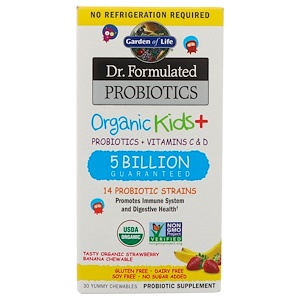 NO REFRIGERATION REQUIRED
Garden of Life
Dr. Formulated
PROBIOTICS
Organic Kids+
PROBIOTICS + VITAMINS C & D
5 BILLION
GUARANTEED
14 PROBIOTIC STRAINS
Promotes Immune System
and Digestive Health†
USDA
ORGANIC
NON
GMO
Project
VERIFIED
TASTY ORGANIC STRAWBERRY
BANANA CHEWABLE
GLUTEN FREE • DAIRY FREE
SOY FREE • NO SUGAR ADDED
30 YUMMY CHEWABLES
PROBIOTIC SUPPLEMENT